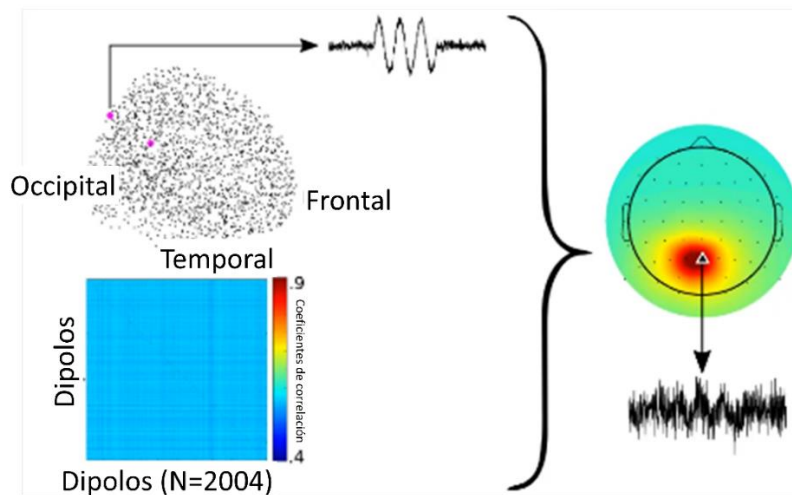 Occipital
Frontal
Temporal
Dipolos
.9
Coeficientes de correlación
.4
Dipolos (N=2004)